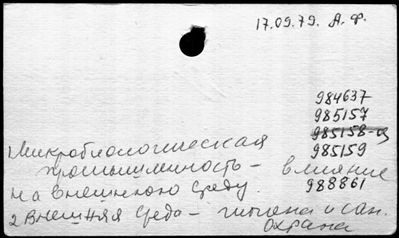 17.09.79. А.Ф.
984637
985157
985158-из
985159
988861
1 Микробиологическая
промышленность – влияние
на внешнюю среду.
2 Внешняя среда – гигиена и сан.
охрана